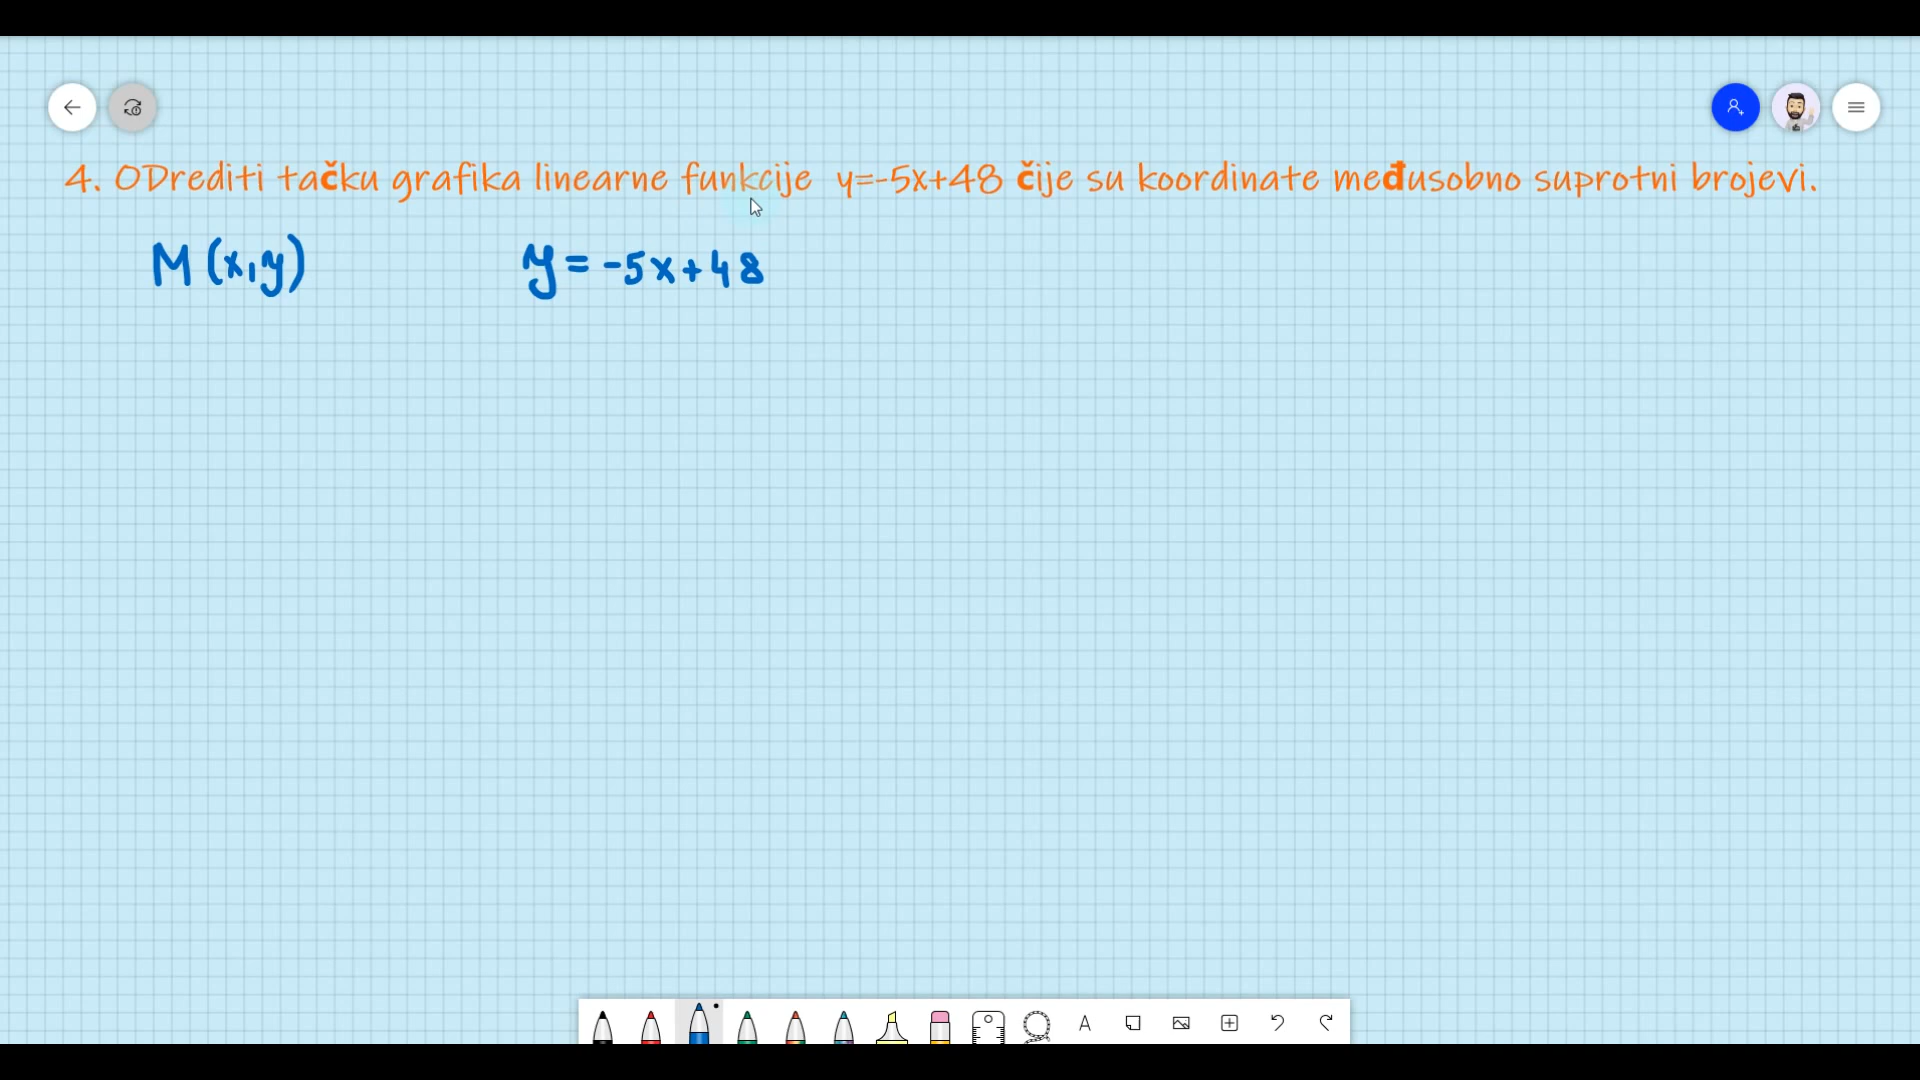 4. ODrediti tačku grafika linearne funkcije y=-5x+48 čije su koordinate međusobno suprotni brojevi.
M (x,y) y = -5x+48
A